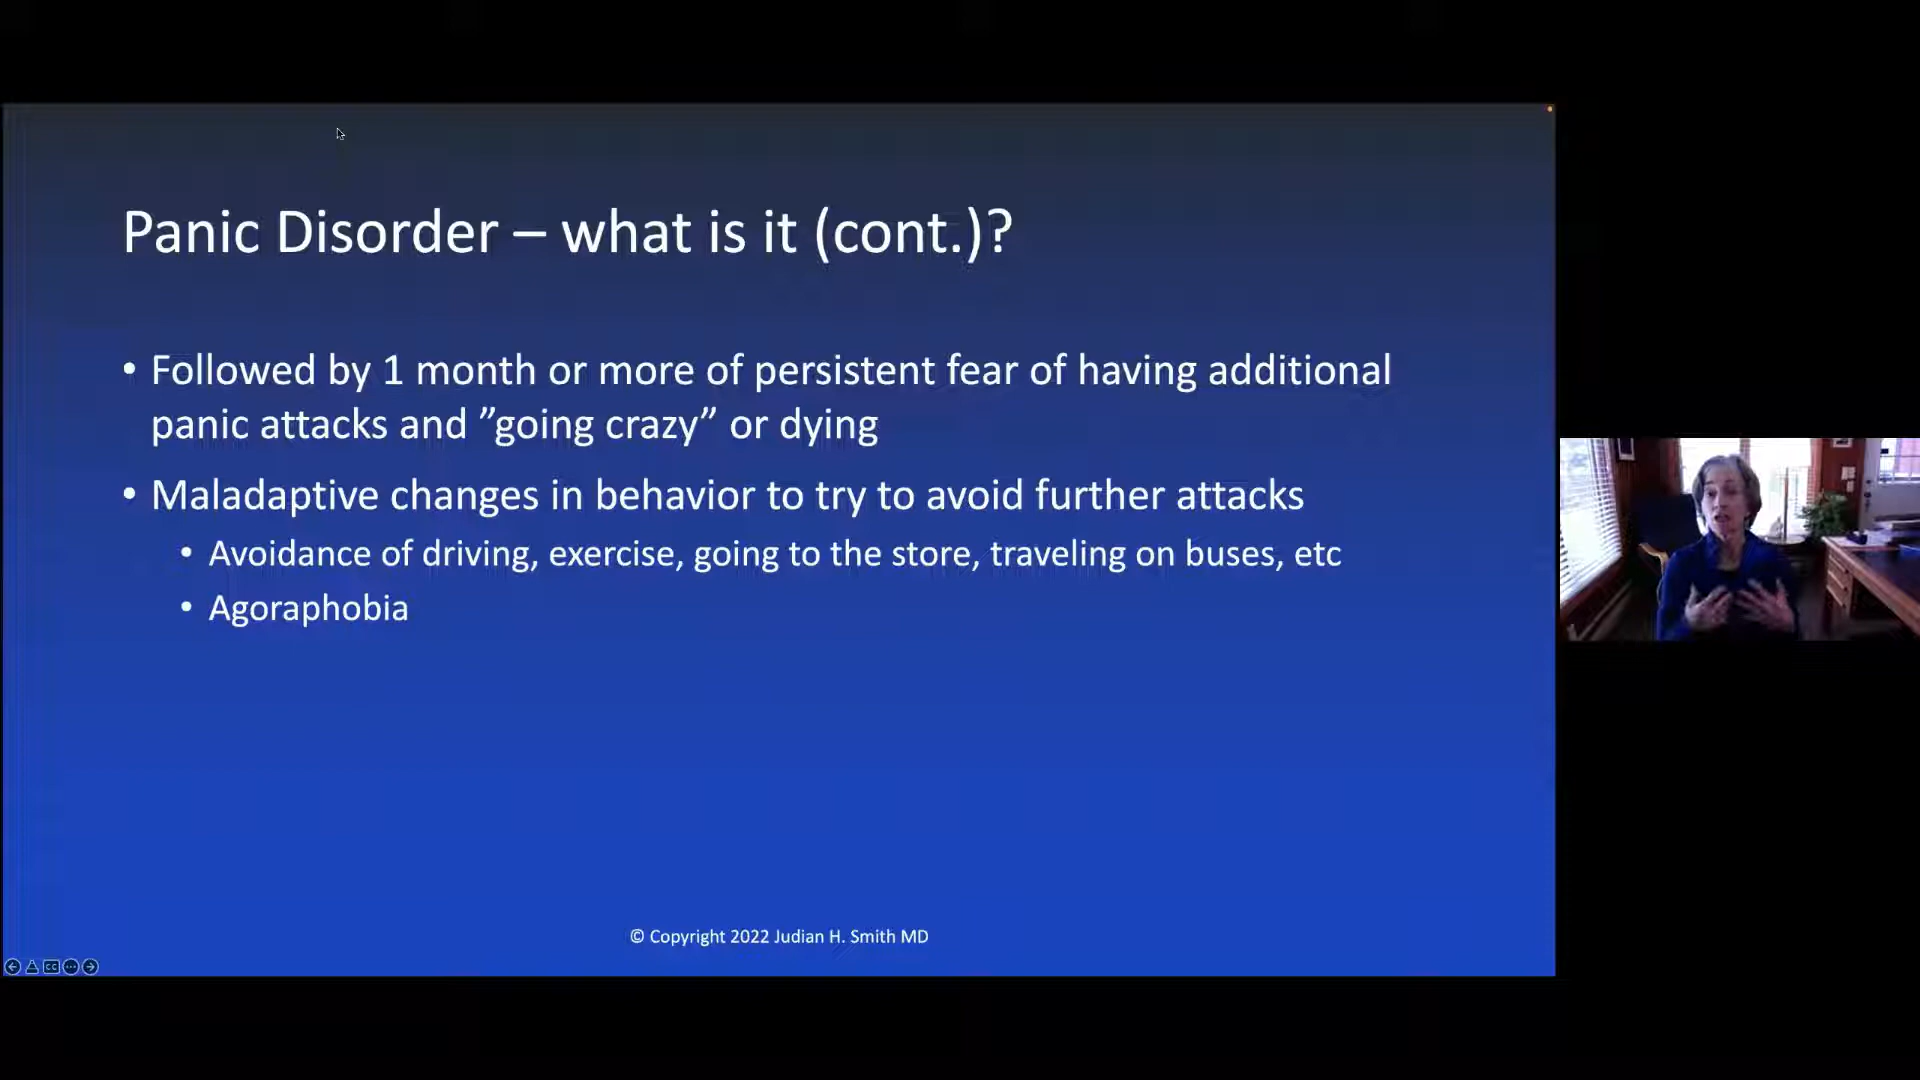 Panic Disorder – what is it (cont.)?
• Followed by 1 month or more of persistent fear of having additional
panic attacks and ”going crazy” or dying
• Maladaptive changes in behavior to try to avoid further attacks
• Avoidance of driving, exercise, going to the store, traveling on buses, etc
• Agoraphobia
© Copyright 2022 Judian H. Smith MD
CC